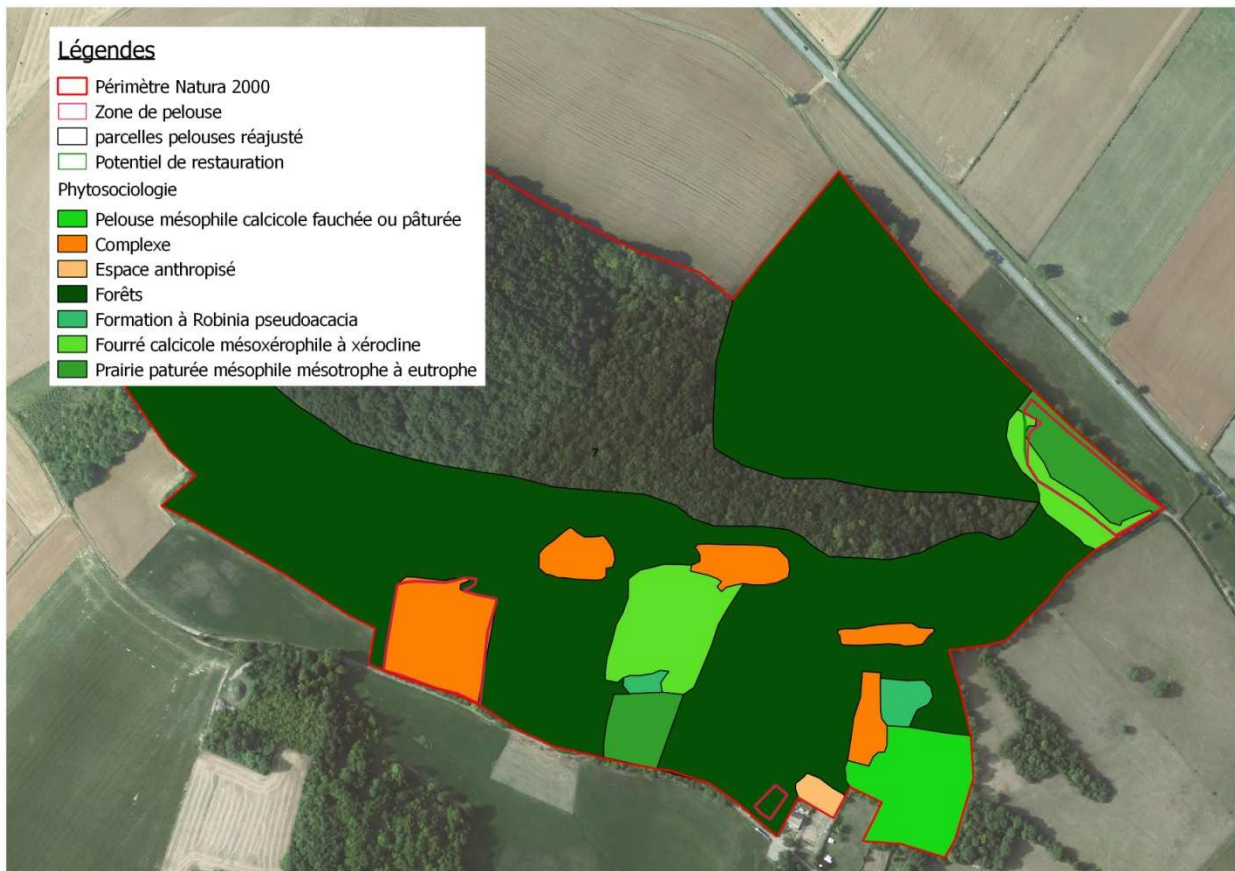 Légendes
Périmètre Natura 2000
Zone de pelouse
parcelles pelouses réajusté
Potentiel de restauration
Phytosociologie
Pelouse mésophile calcicole fauchée ou pâturée
Complexe
Espace anthropisé
Forêts
Formation à Robinia pseudoacacia
Fourré calcicole mésoxérophile à xérocline
Prairie paturée mésophile mésotrophe à eutrophe
7